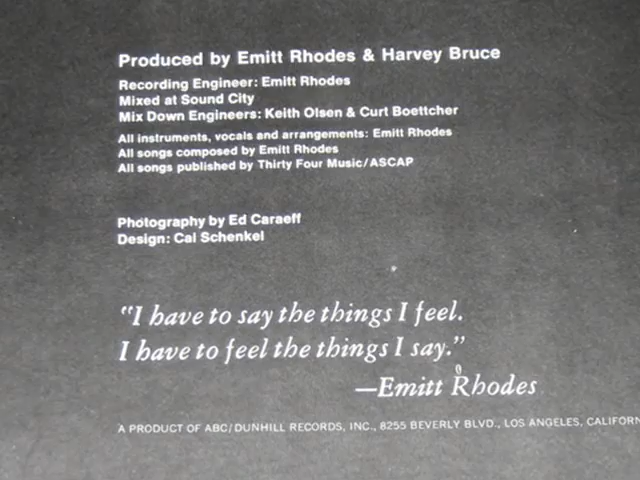 Produced by Emitt Rhodes & Harvey Bruce
Recording Engineer: Emitt Rhodes
Mixed at Sound City
Mix Down Engineers: Keith Olsen & Curt Boettcher
All instruments, vocals and arrangements: Emitt Rhodes
All songs composed by Emitt Rhodes
All songs published by Thirty Four Music/ASCAP
Photography by Ed Caraeff
Design: Cal Schenkel
“I have to say the things I feel.
I have to feel the things I say.”
—Emitt Rhodes
A PRODUCT OF ABC/DUNHILL RECORDS, INC., 8255 BEVERLY BLVD., LOS ANGELES, CALIFORN